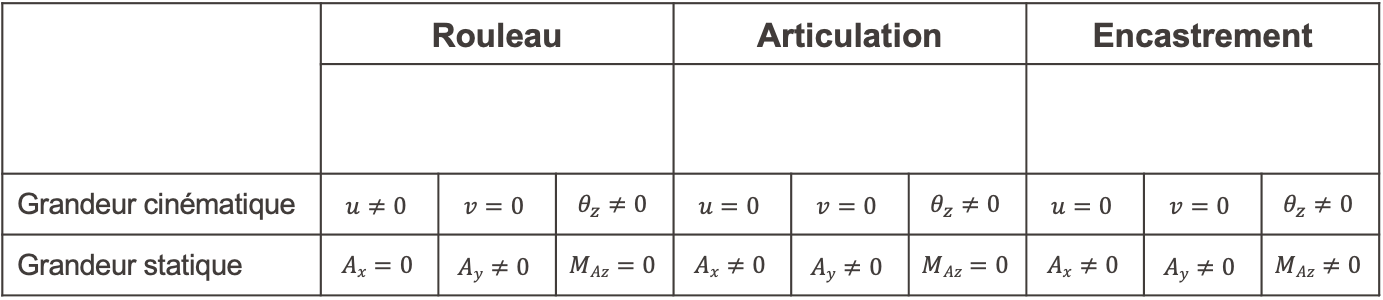 Rouleau Articulation Encastrement
Grandeur cinématique u ≠ 0 v = 0 θz ≠ 0 u = 0 v = 0 θz ≠ 0 u = 0 v = 0 θz ≠ 0
Grandeur statique Ax = 0 Ay ≠ 0 MAz = 0 Ax ≠ 0 Ay ≠ 0 MAz = 0 Ax ≠ 0 Ay ≠ 0 MAz ≠ 0